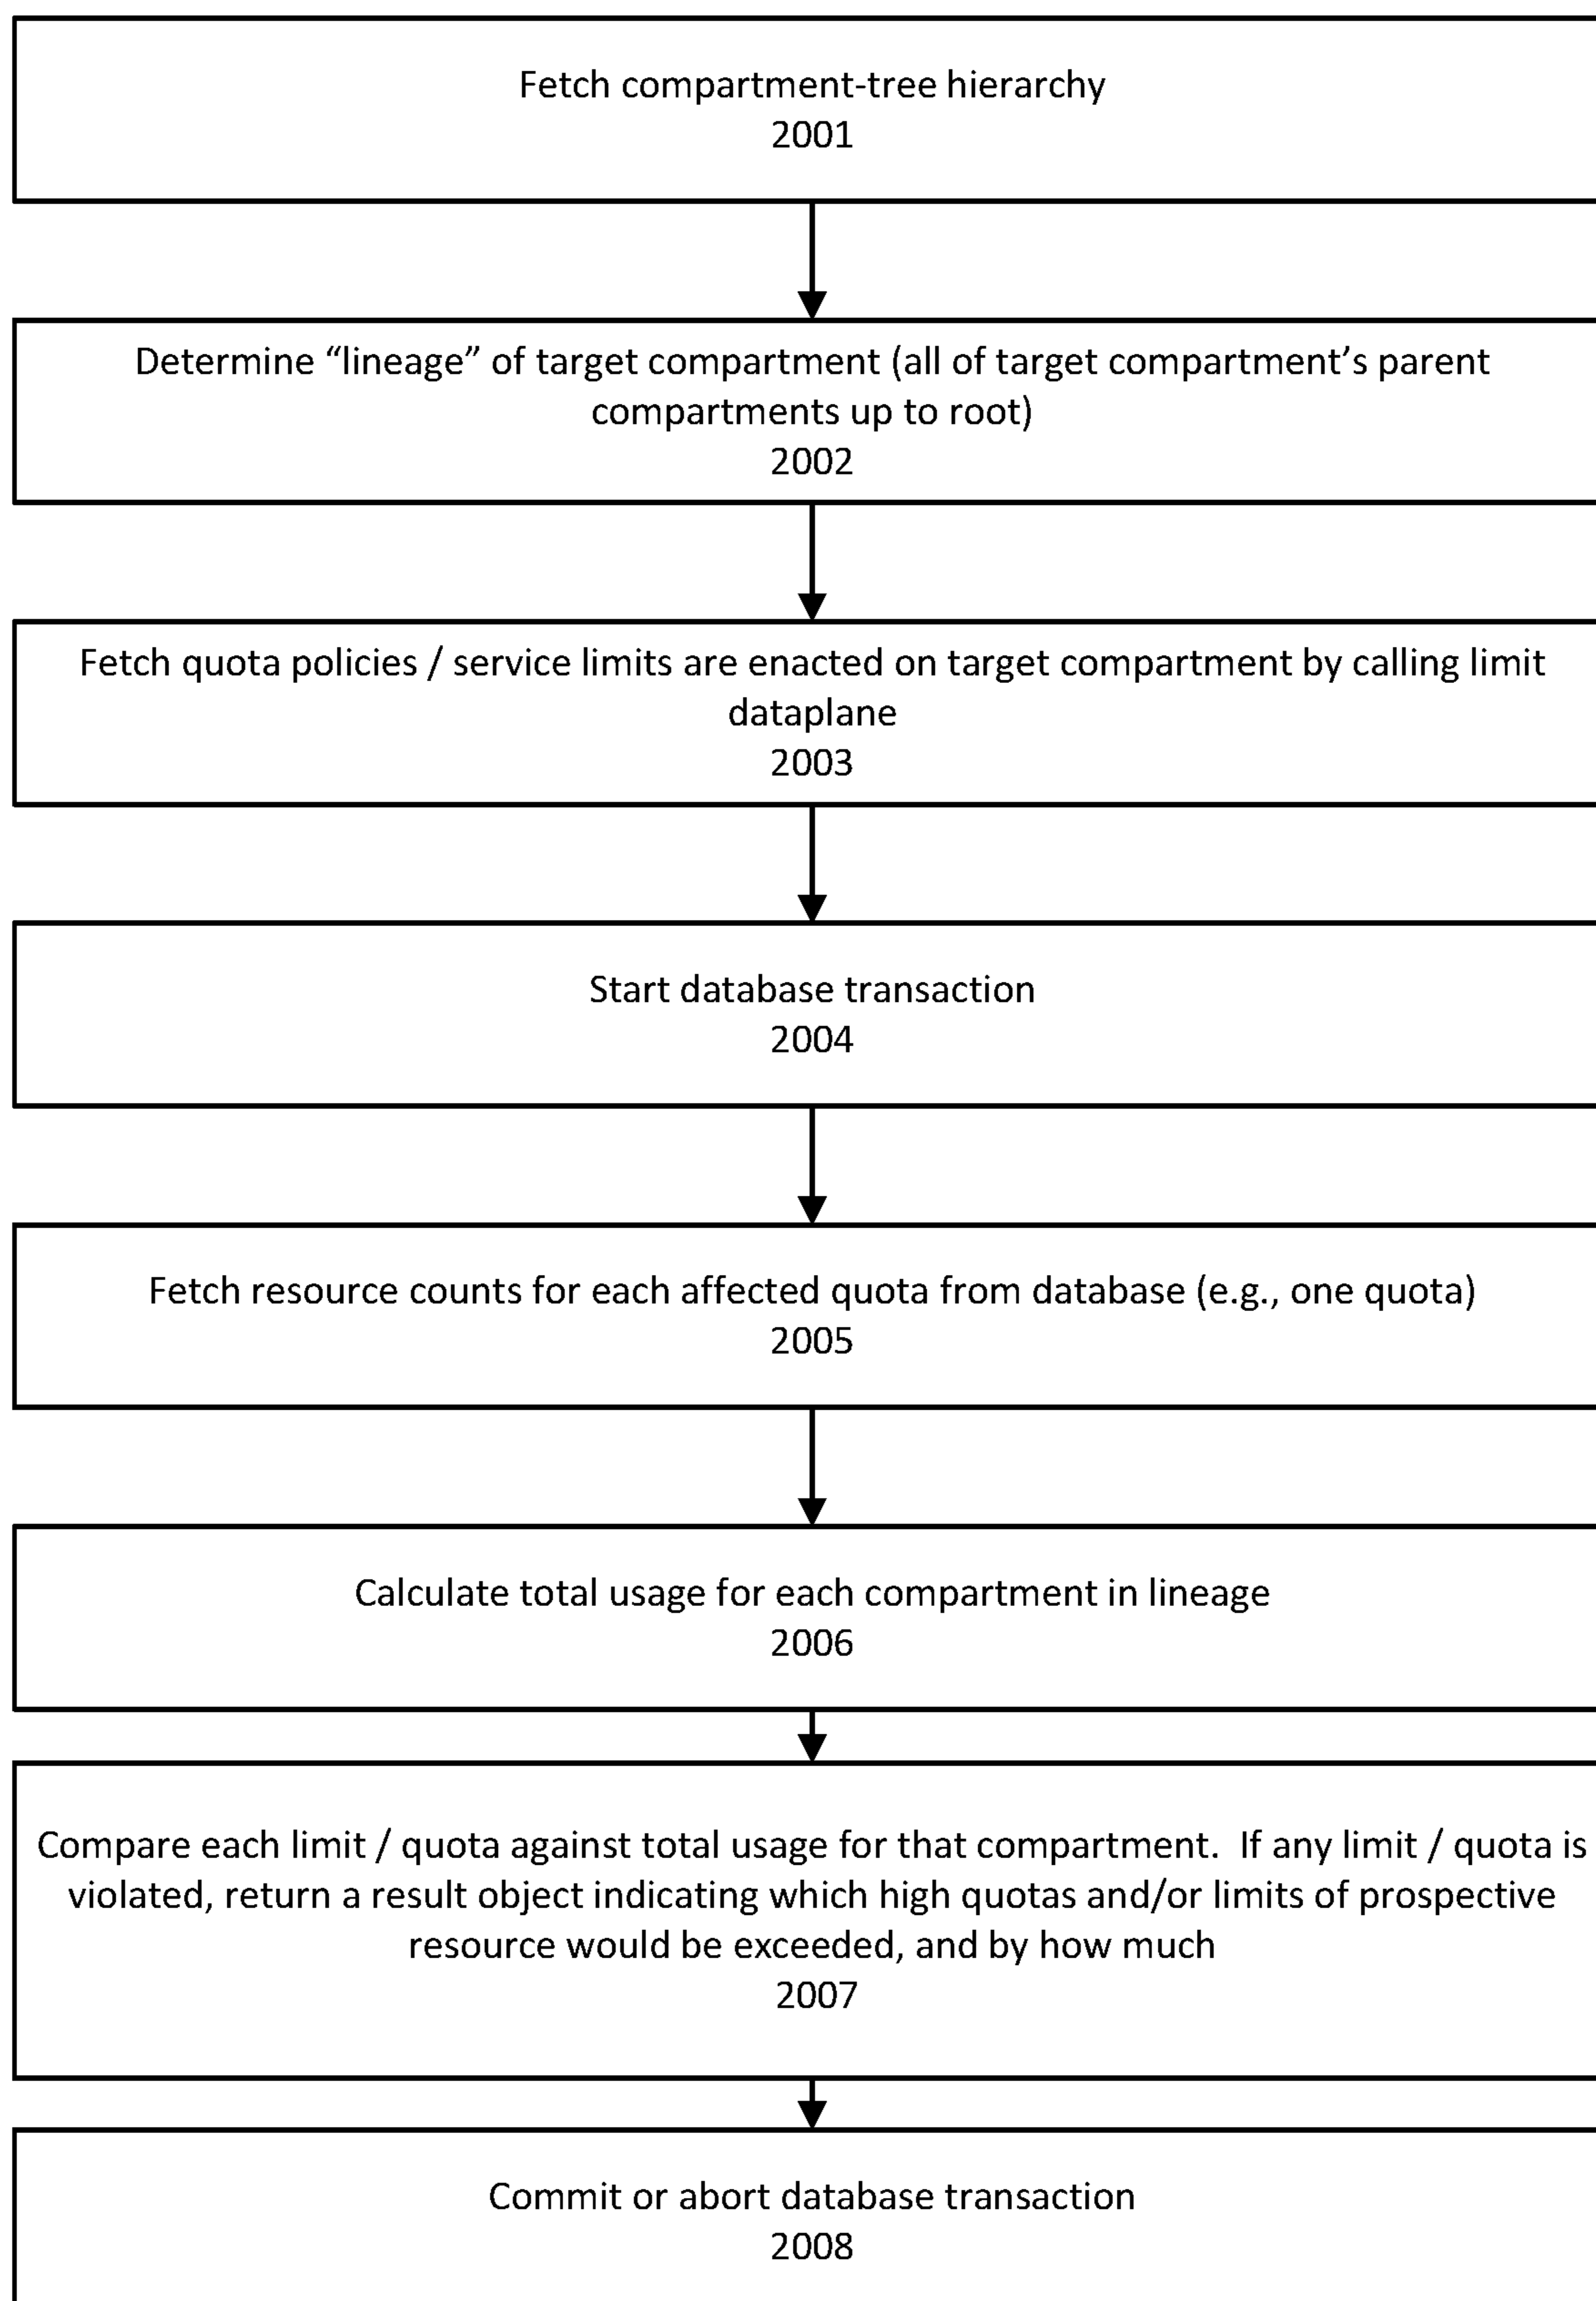 Fetch compartment-tree hierarchy
2001
Determine “lineage” of target compartment (all of target compartment’s parent
compartments up to root)
2002
Fetch quota policies / service limits are enacted on target compartment by calling limit
dataplane
2003
Start database transaction
2004
Fetch resource counts for each affected quota from database (e.g., one quota)
2005
Calculate total usage for each compartment in lineage
2006
Compare each limit / quota against total usage for that compartment.  If any limit / quota is
violated, return a result object indicating which high quotas and/or limits of prospective
resource would be exceeded, and by how much
2007
Commit or abort database transaction
2008